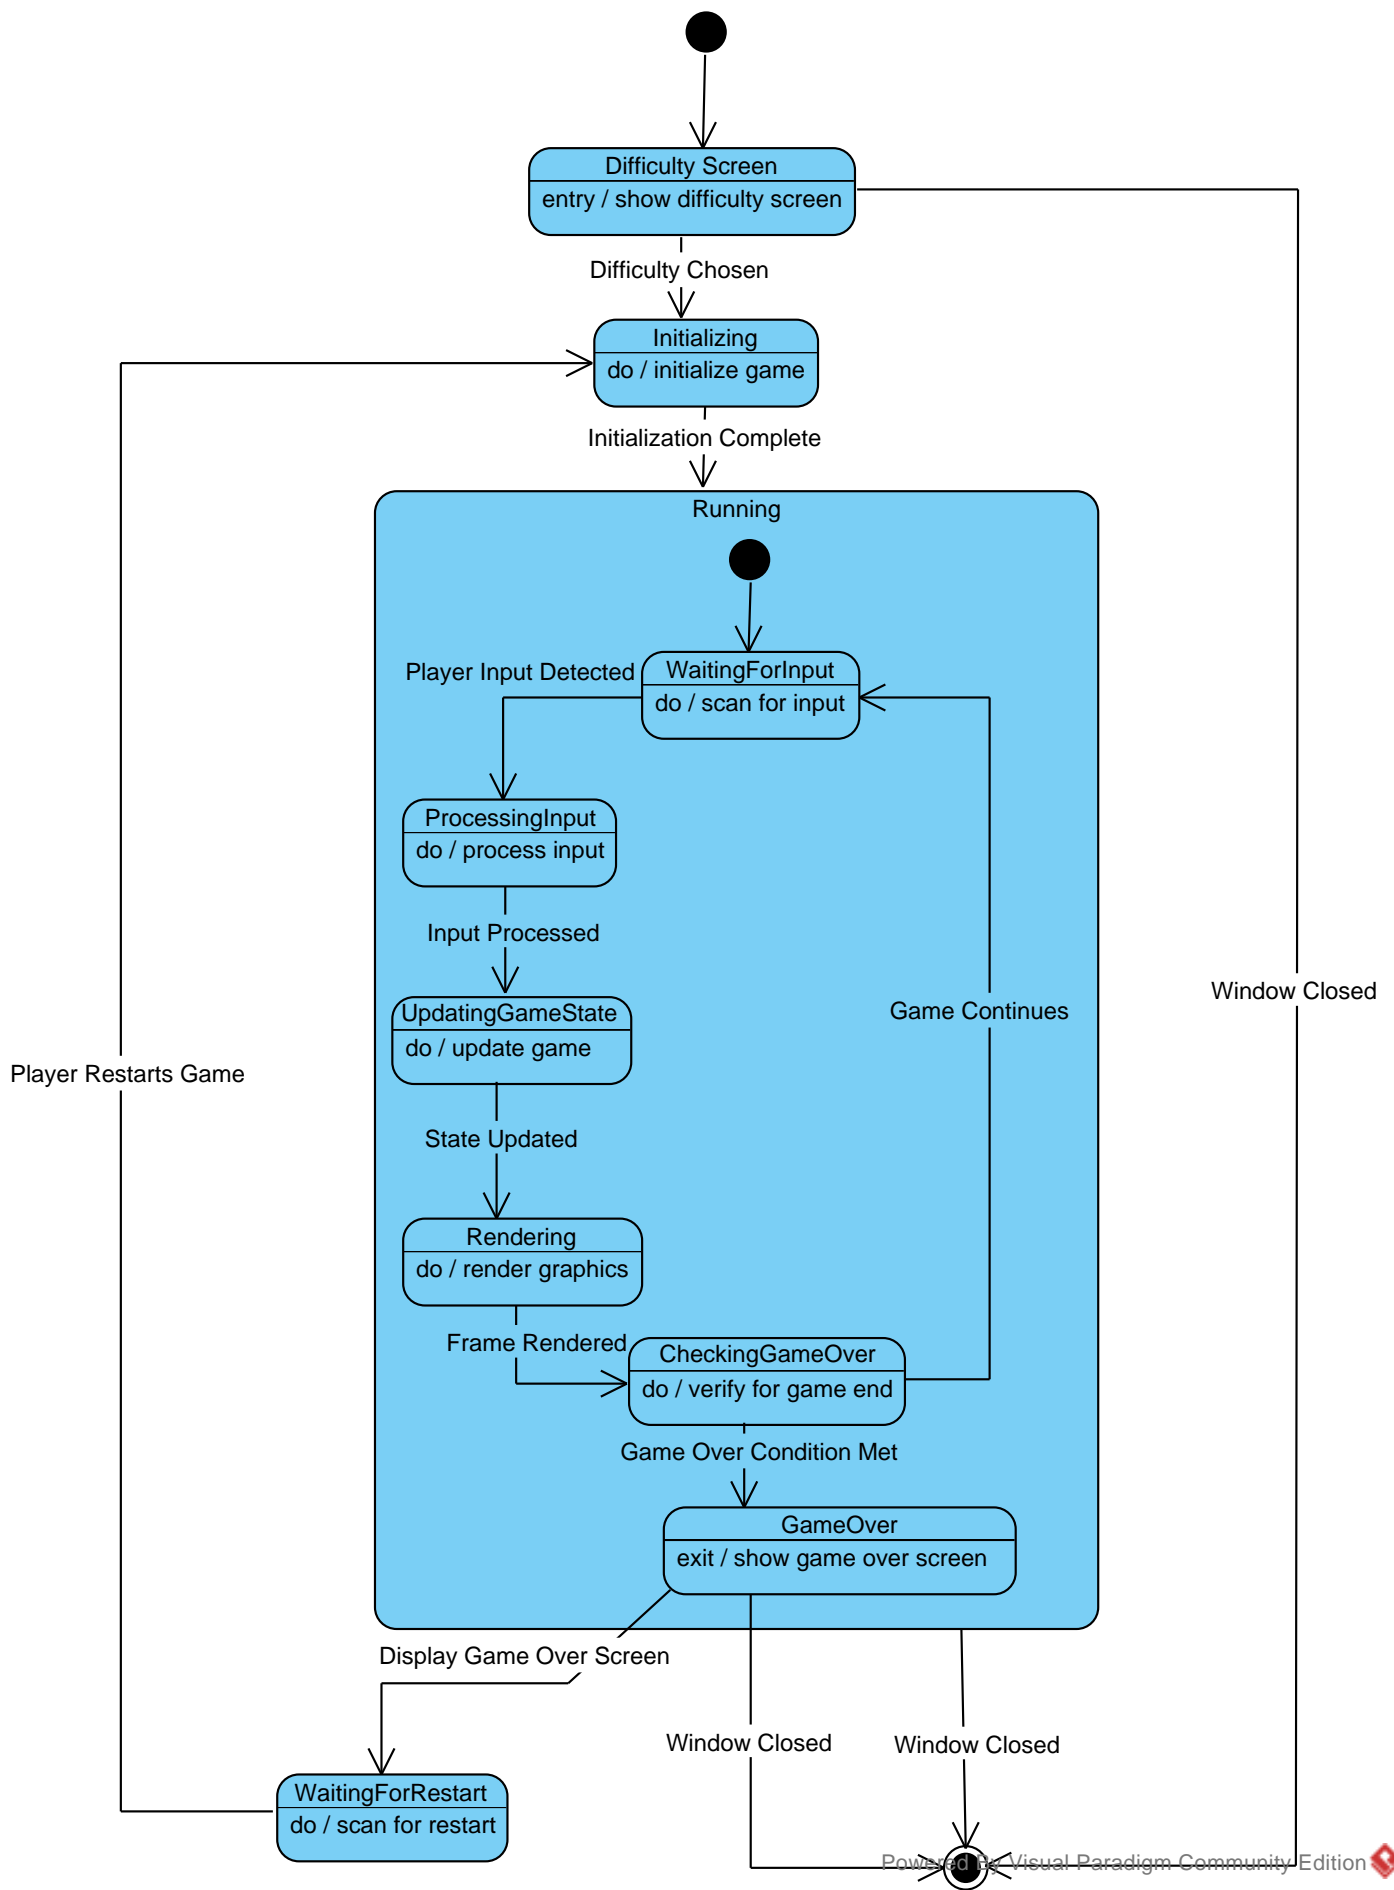 Difficulty Screen
entry / show difficulty screen
Difficulty Chosen
Initializing
do / initialize game
Initialization Complete
Running
Player Input Detected
WaitingForInput
do / scan for input
ProcessingInput
do / process input
Input Processed
UpdatingGameState
do / update game
Game Continues
Window Closed
Player Restarts Game
State Updated
Rendering
do / render graphics
Frame Rendered
CheckingGameOver
do / verify for game end
Game Over Condition Met
GameOver
exit / show game over screen
Display Game Over Screen
Window Closed
Window Closed
WaitingForRestart
do / scan for restart
Powered By Visual Paradigm Community Edition